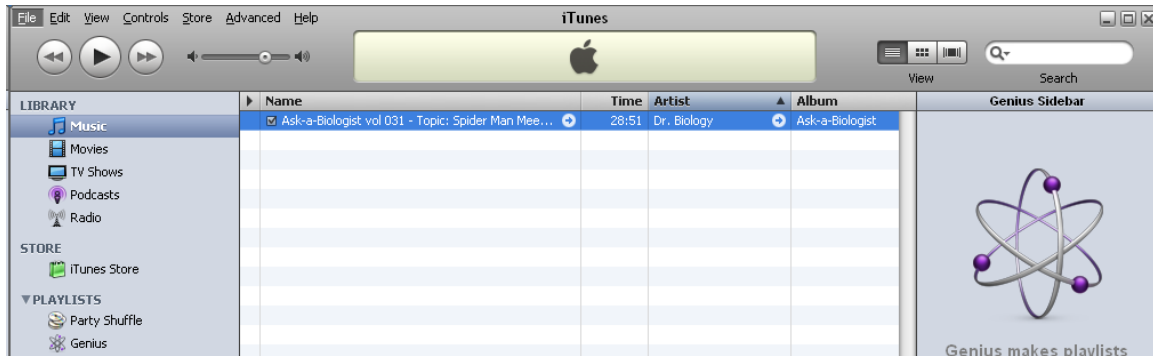 File Edit View Controls Store Advanced Help iTunes
View Search
LIBRARY Name Time Artist Album Genius Sidebar
Music Ask-a-Biologist vol 031 - Topic: Spider Man Mee... 28:51 Dr. Biology Ask-a-Biologist
Movies
TV Shows
Podcasts
Radio
STORE
iTunes Store
PLAYLISTS
Party Shuffle
Genius
Genius makes playlists